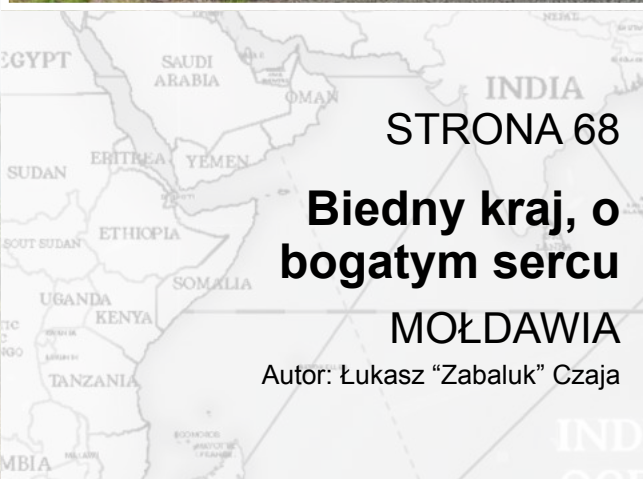 EGYPT
SAUDI
ARABIA
OMAN
INDIA
STRONA 68
SUDAN
ERITREA
YEMEN
Biedny kraj, o
bogatym sercu
SOUT SUDAN
ETHIOPIA
SOMALIA
UGANDA
KENYA
MOŁDAWIA
TANZANIA
Autor: Łukasz “Zabaluk” Czaja
IND
MBIA